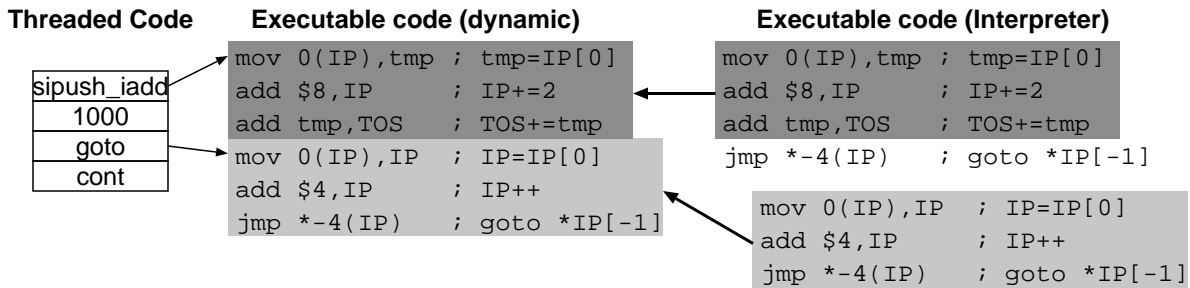 Threaded Code
sipush_iadd
1000
goto
cont
Executable code (dynamic)
mov 0(IP),tmp ; tmp=IP[0]
add $8,IP ; IP+=2
add tmp,TOS ; TOS+=tmp
mov 0(IP),IP ; IP=IP[0]
add $4,IP ; IP++
jmp *-4(IP) ; goto *IP[-1]
Executable code (Interpreter)
mov 0(IP),tmp ; tmp=IP[0]
add $8,IP ; IP+=2
add tmp,TOS ; TOS+=tmp
jmp *-4(IP) ; goto *IP[-1]
mov 0(IP),IP ; IP=IP[0]
add $4,IP ; IP++
jmp *-4(IP) ; goto *IP[-1]